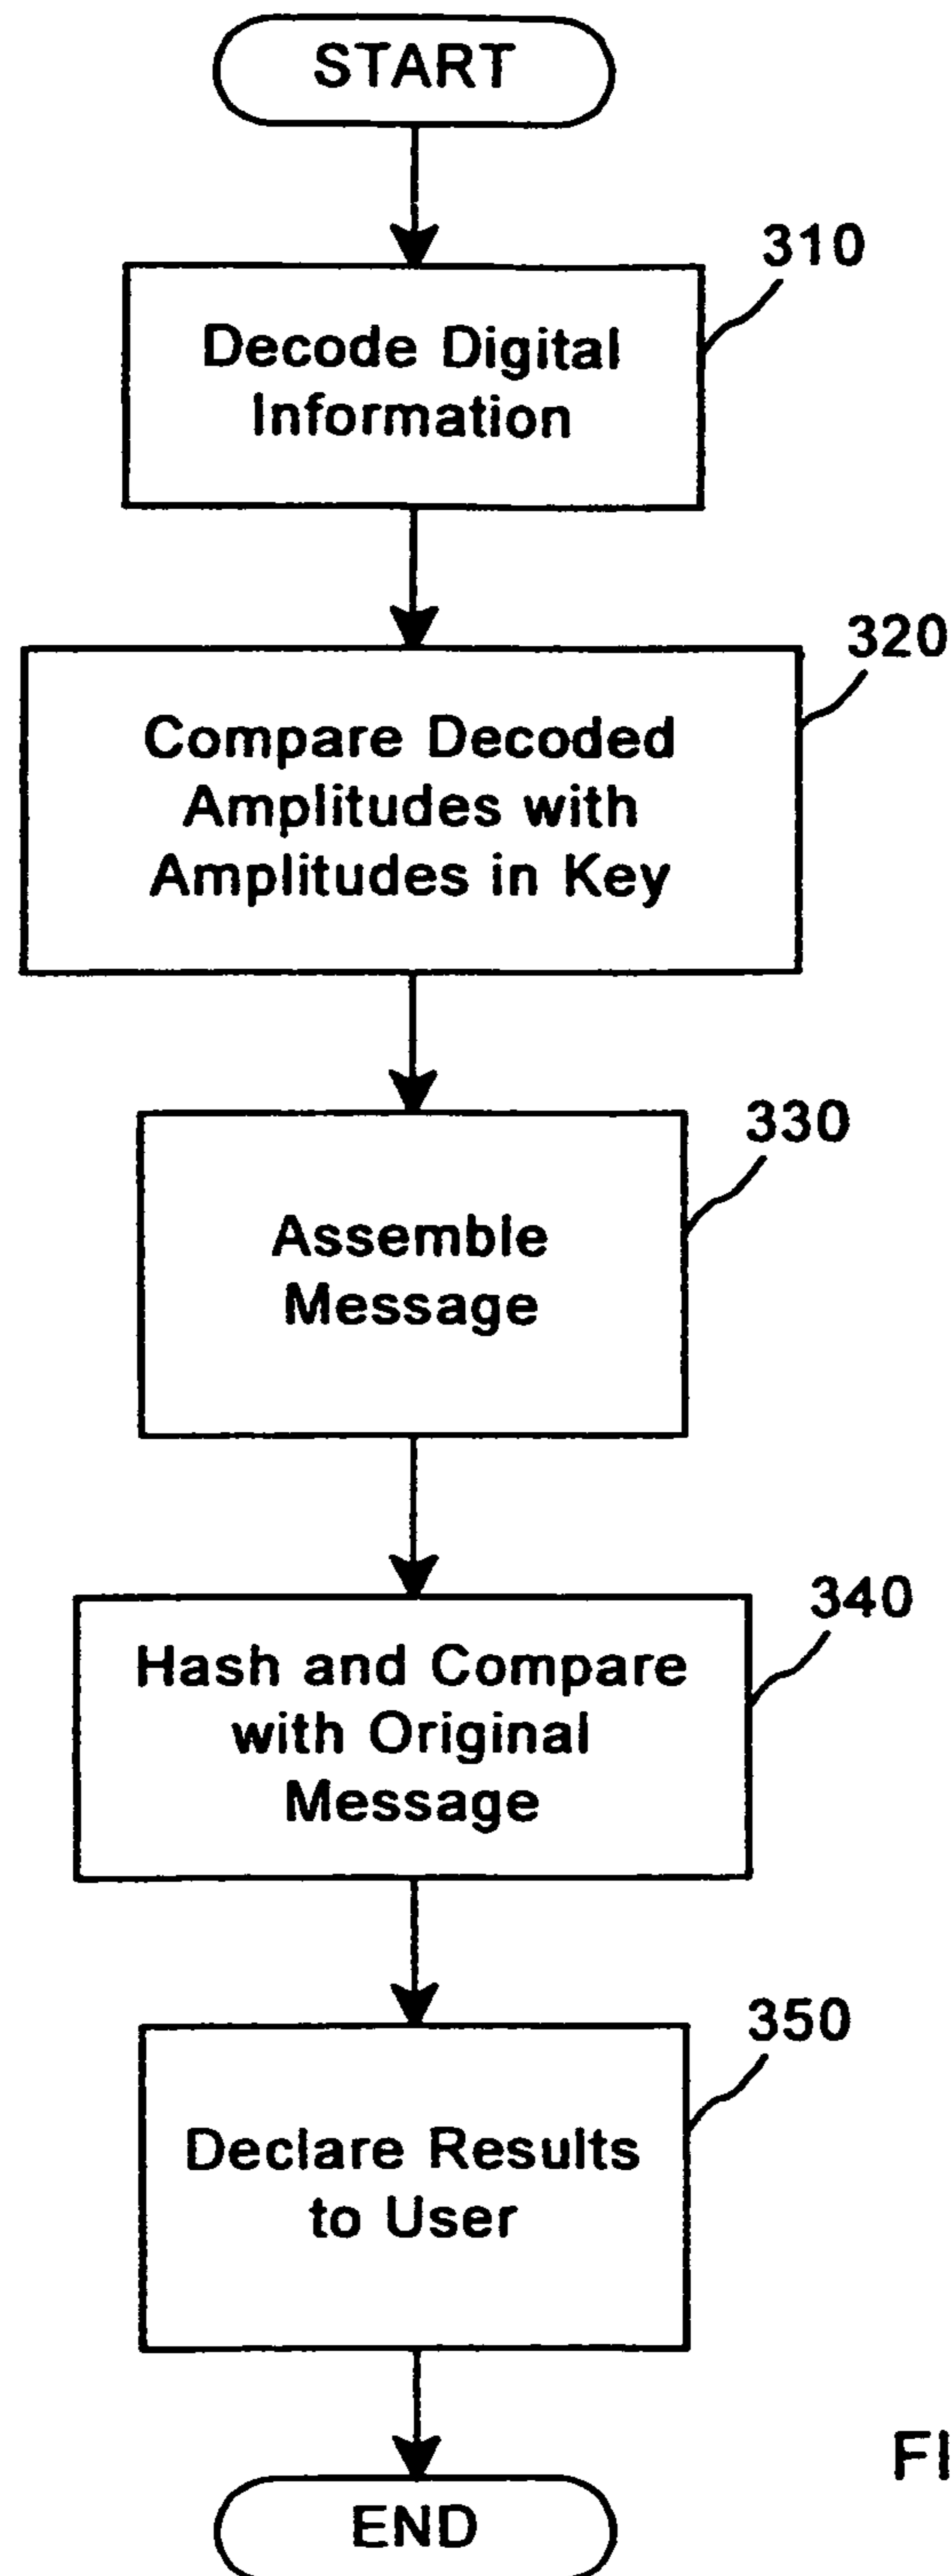 START
310
Decode Digital
Information
320
Compare Decoded
Amplitudes with
Amplitudes in Key
330
Assemble
Message
340
Hash and Compare
with Original
Message
350
Declare Results
to User
FI
END